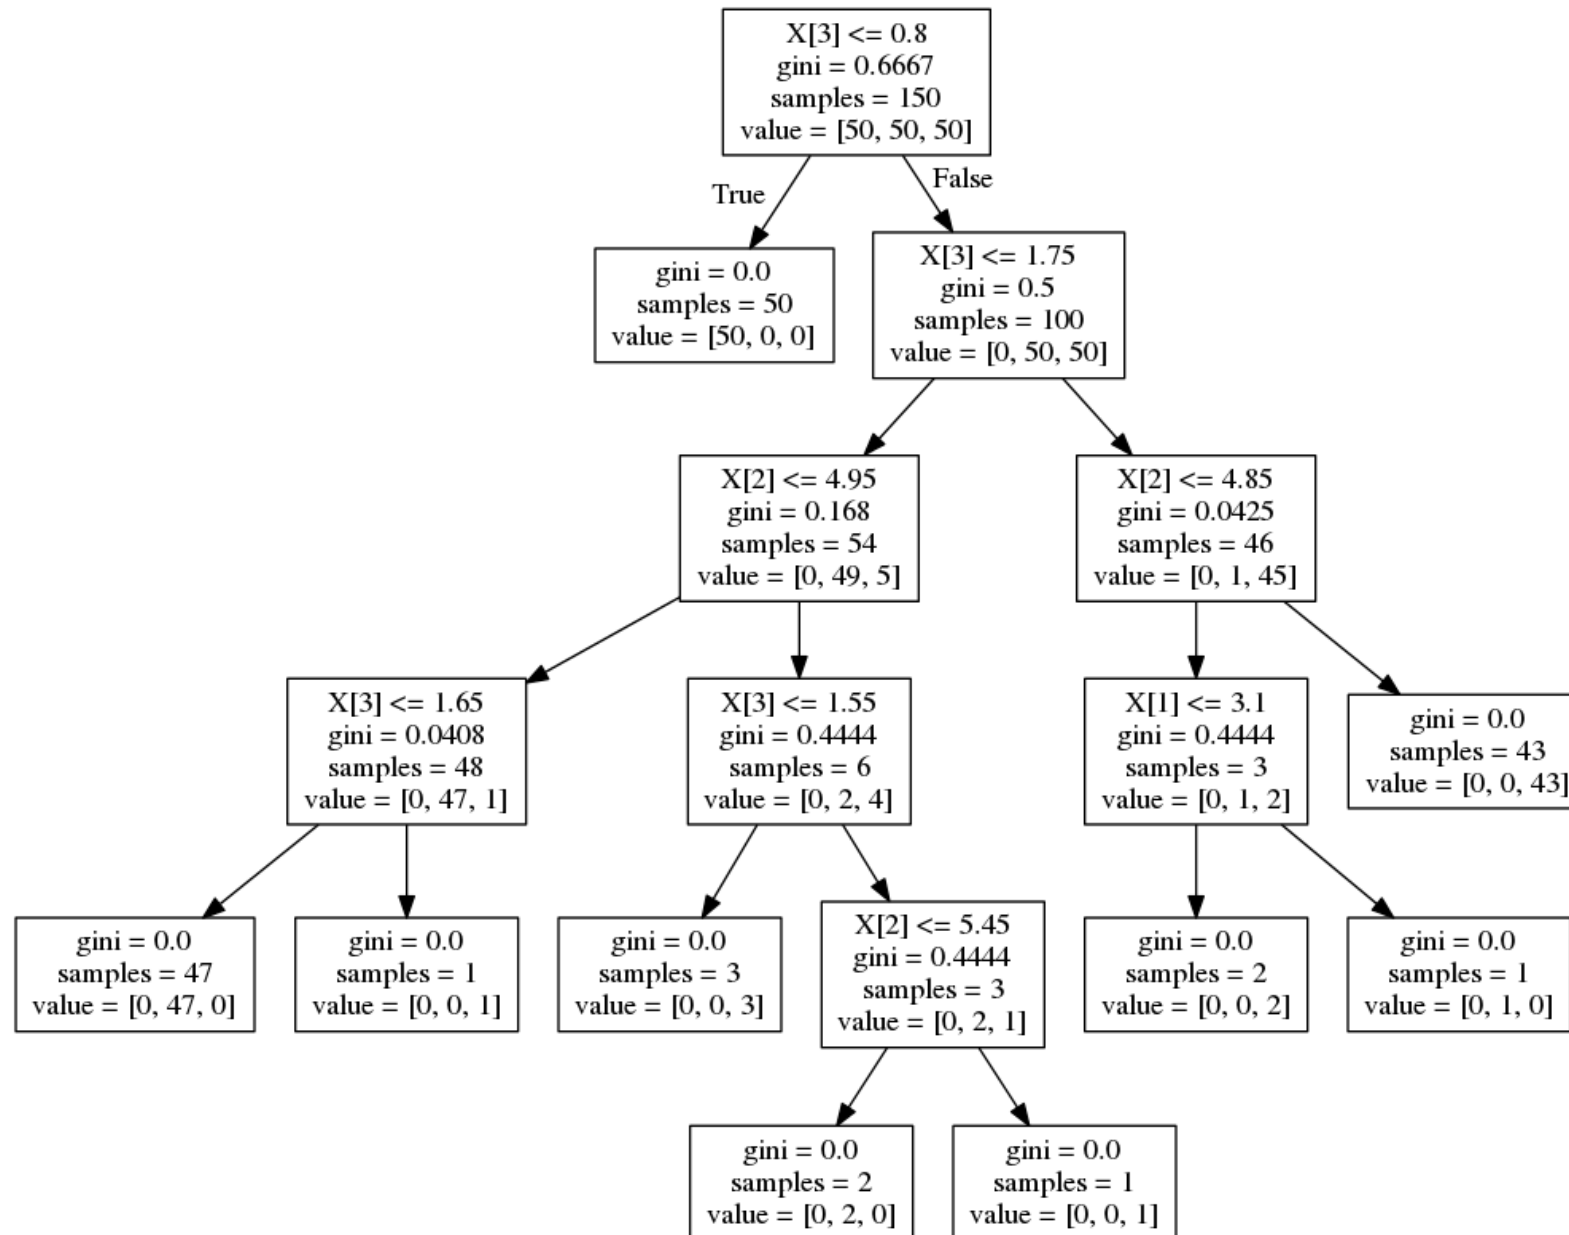 X[3] <= 0.8
gini = 0.6667
samples = 150
value = [50, 50, 50]
True
False
gini = 0.0
samples = 50
value = [50, 0, 0]
X[3] <= 1.75
gini = 0.5
samples = 100
value = [0, 50, 50]
X[2] <= 4.95
gini = 0.168
samples = 54
value = [0, 49, 5]
X[2] <= 4.85
gini = 0.0425
samples = 46
value = [0, 1, 45]
X[3] <= 1.65
gini = 0.0408
samples = 48
value = [0, 47, 1]
X[3] <= 1.55
gini = 0.4444
samples = 6
value = [0, 2, 4]
X[1] <= 3.1
gini = 0.4444
samples = 3
value = [0, 1, 2]
gini = 0.0
samples = 43
value = [0, 0, 43]
gini = 0.0
samples = 47
value = [0, 47, 0]
gini = 0.0
samples = 1
value = [0, 0, 1]
gini = 0.0
samples = 3
value = [0, 0, 3]
X[2] <= 5.45
gini = 0.4444
samples = 3
value = [0, 2, 1]
gini = 0.0
samples = 2
value = [0, 0, 2]
gini = 0.0
samples = 1
value = [0, 1, 0]
gini = 0.0
samples = 2
value = [0, 2, 0]
gini = 0.0
samples = 1
value = [0, 0, 1]